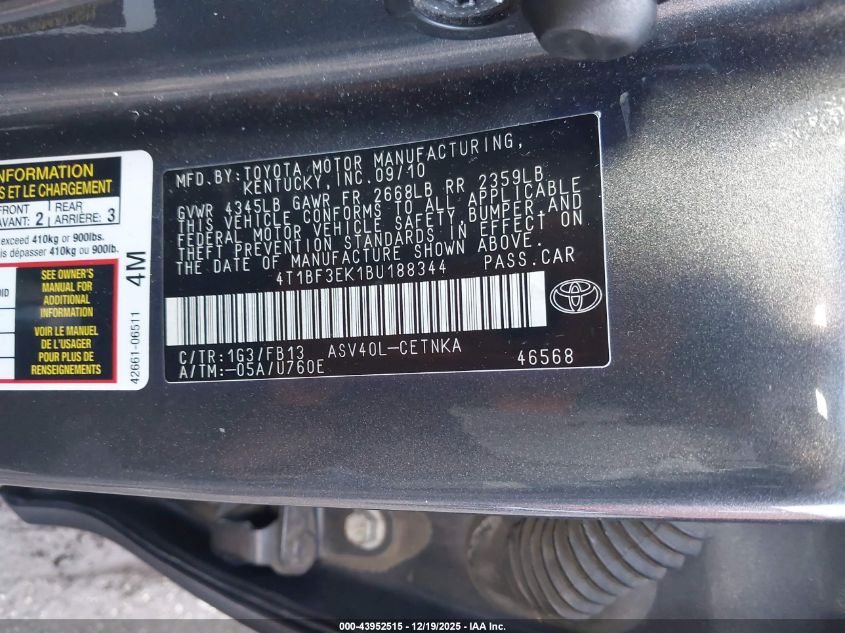 INFORMATION
ET LE CHARGEMENT
FRONT
AVANT: 2
REAR
ARRIÈRE: 3
exceed 410kg or 900lbs.
dépasser 410kg ou 900lb.
SEE OWNER'S
MANUAL FOR
ADDITIONAL
INFORMATION
VOIR LE MANUEL
DE L'USAGER
POUR PLUS DE
RENSEIGNEMENTS
4M
42661-06511
MFD.BY:TOYOTA MOTOR MANUFACTURING,
KENTUCKY,INC.09/10
GVWR 4345LB GAWR FR 2668LB RR 2359LB
THIS VEHICLE CONFORMS TO ALL APPLICABLE
FEDERAL MOTOR VEHICLE SAFETY,BUMPER,AND
THEFT PREVENTION STANDARDS IN EFFECT ON
THE DATE OF MANUFACTURE SHOWN ABOVE.
4T1BF3EK1BU188344 PASS.CAR
C/TR:1G3/FB13 ASV40L-CETNKA
A/TM:-05A/U760E 46568
000-43952515 - 12/19/2025 - IAA Inc.